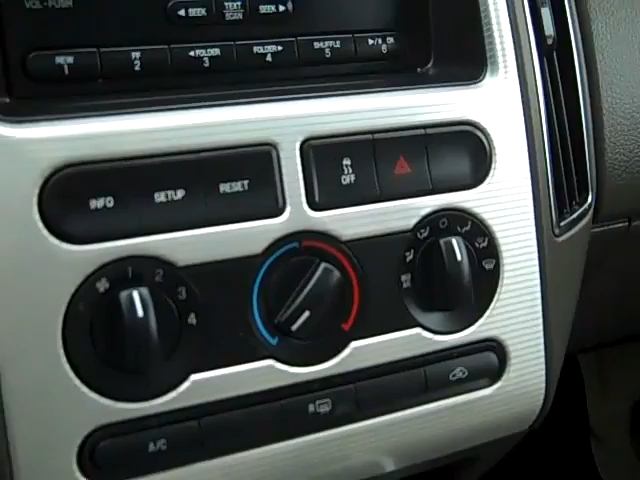 VOL-PUSH
◄ SEEK TEXT SCAN SEEK ►
REW 1 FF 2 ◄FOLDER 3 FOLDER► 4 SHUFFLE 5 6
INFO SETUP RESET OFF
1 2 3 4
R
A/C